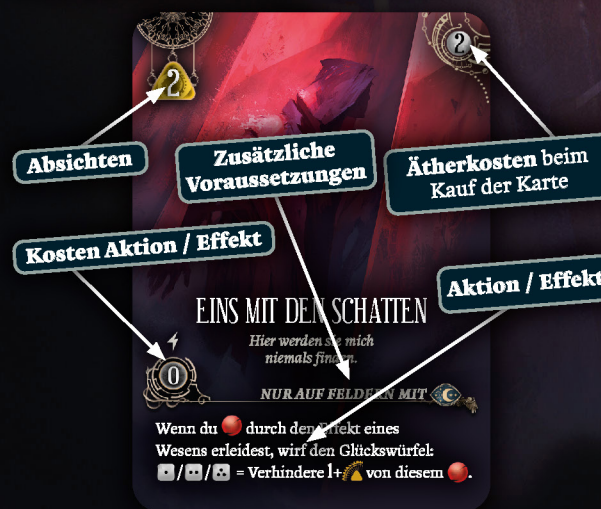 2
2
Absichten
Zusätzliche
Voraussetzungen
Ätherkosten beim
Kauf der Karte
Kosten Aktion / Effekt
Aktion / Effekt
EINS MIT DEN SCHATTEN
Hier werden sie mich
niemals finden.
0
NUR AUF FELDERN MIT
Wenn du durch den Effekt eines
Wesens erleidest, wirf den Glückswürfel:
/ / = Verhindere 1+ von diesem .